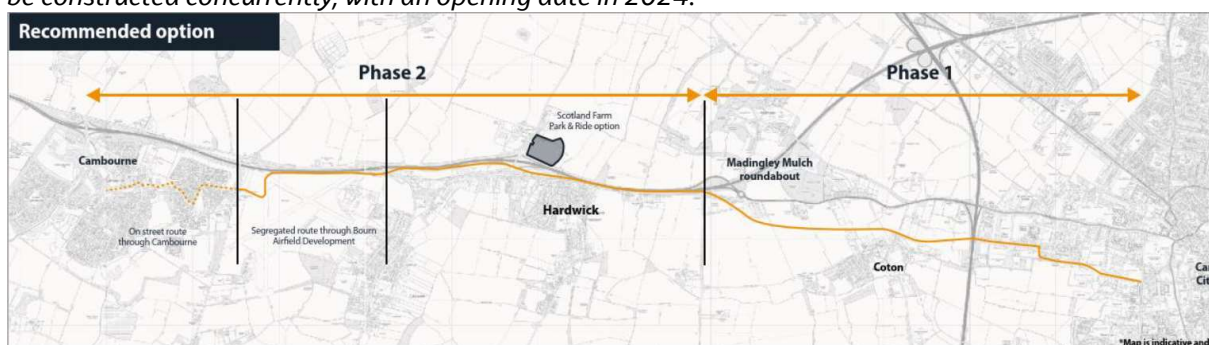 be constructed concurrently, with an opening date in 2024.
Recommended option
Phase 2
Phase 1
Scotland Farm
Park & Ride option
Cambourne
Madingley Mulch
roundabout
Hardwick
On street route
through Cambourne
Segregated route through Bourn
Airfield Development
Coton
Ca
Cit
*Map is indicative and